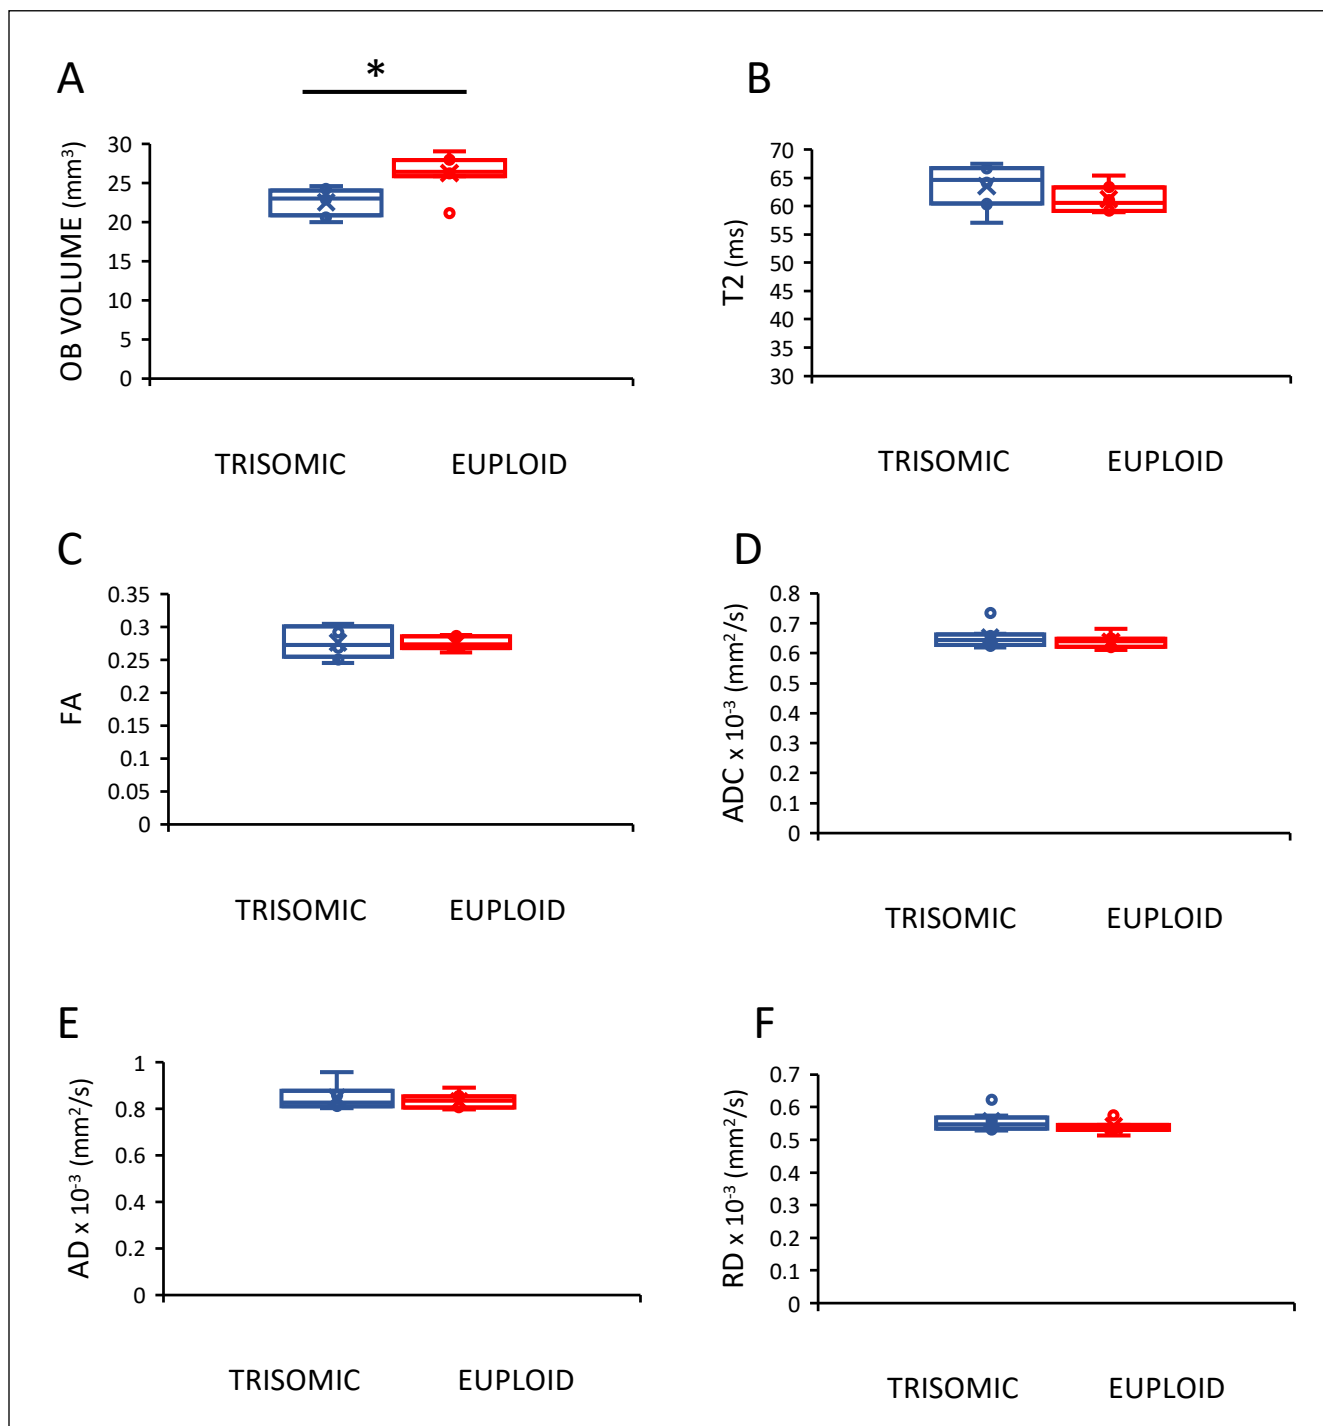 A
*
OB VOLUME (mm³)
30
25
20
15
10
5
0
TRISOMIC EUPLOID
B
T2 (ms)
70
65
60
55
50
45
40
35
30
TRISOMIC EUPLOID
C
FA
0.35
0.3
0.25
0.2
0.15
0.1
0.05
0
TRISOMIC EUPLOID
D
ADC x 10⁻³ (mm²/s)
0.8
0.7
0.6
0.5
0.4
0.3
0.2
0.1
0
TRISOMIC EUPLOID
E
AD x 10⁻³ (mm²/s)
1
0.8
0.6
0.4
0.2
0
TRISOMIC EUPLOID
F
RD x 10⁻³ (mm²/s)
0.7
0.6
0.5
0.4
0.3
0.2
0.1
0
TRISOMIC EUPLOID